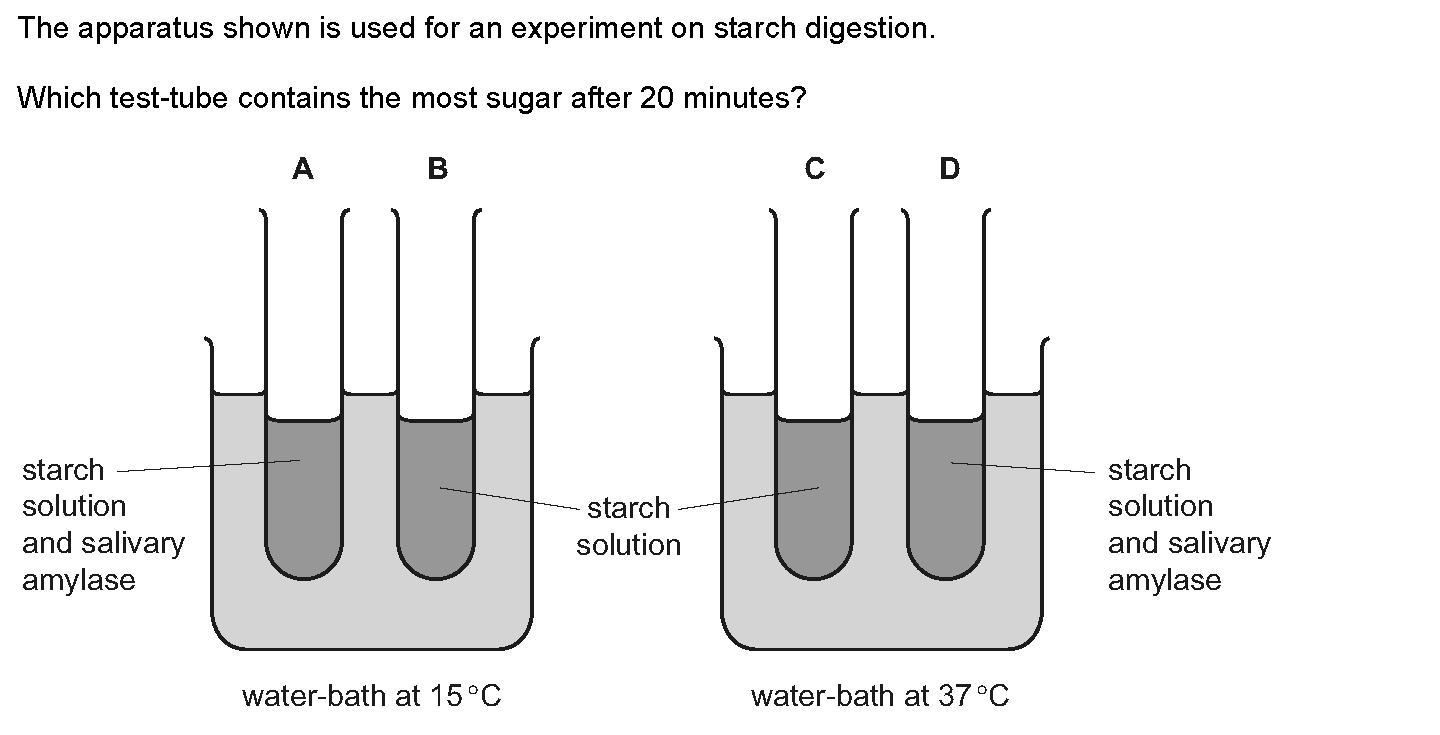 The apparatus shown is used for an experiment on starch digestion.
Which test-tube contains the most sugar after 20 minutes?
A B C D
starch
solution
and salivary
amylase
starch
solution
starch
solution
and salivary
amylase
water-bath at 15 °C
water-bath at 37 °C